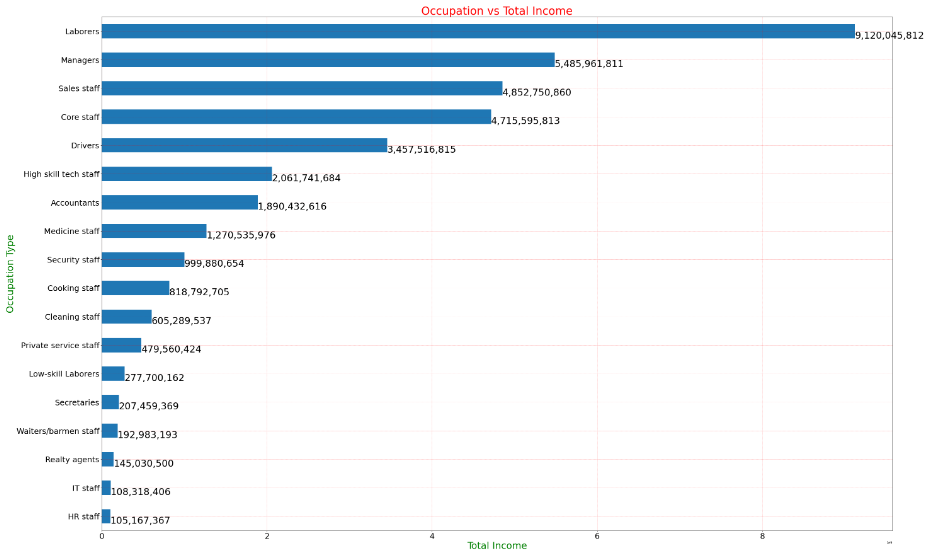 Occupation vs Total Income
Laborers 9,120,045,812
Managers 5,485,961,811
Sales staff 4,852,750,860
Core staff 4,715,595,813
Drivers 3,457,516,815
High skill tech staff 2,061,741,684
Accountants 1,890,432,616
Medicine staff 1,270,535,976
Security staff 999,880,654
Cooking staff 818,792,705
Cleaning staff 605,289,537
Private service staff 479,560,424
Low-skill Laborers 277,700,162
Secretaries 207,459,369
Waiters/barmen staff 192,983,193
Realty agents 145,030,500
IT staff 108,318,406
HR staff 105,167,367
Occupation Type
0 2 4 6 8
Total Income